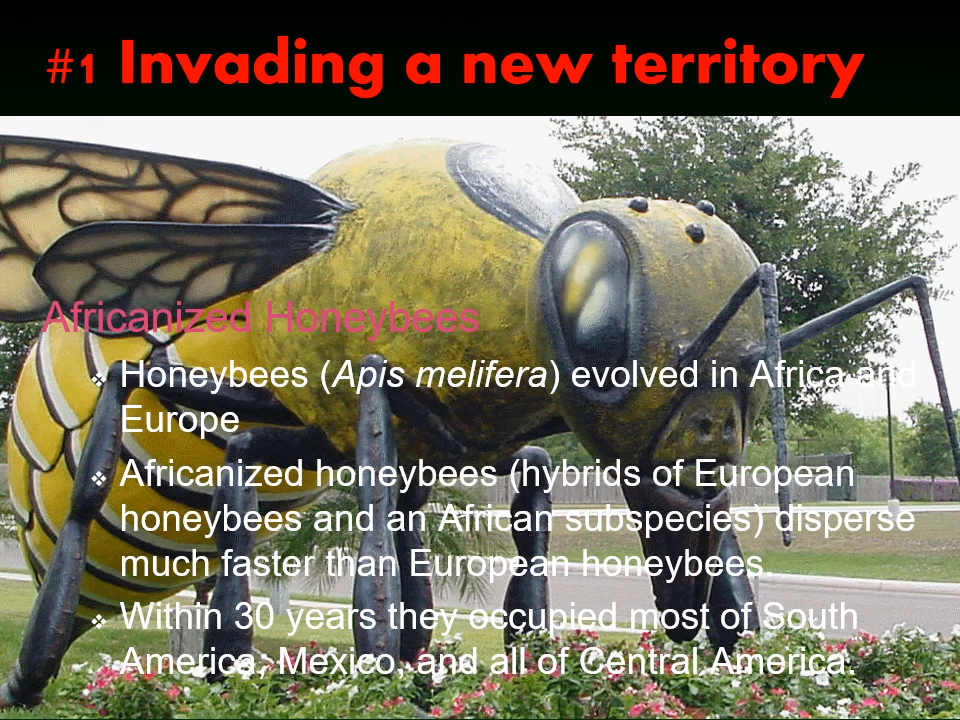 #1 Invading a new territory
Africanized Honeybees
❖ Honeybees (Apis melifera) evolved in Africa and
Europe
❖ Africanized honeybees (hybrids of European
honeybees and an African subspecies) disperse
much faster than European honeybees.
❖ Within 30 years they occupied most of South
America, Mexico, and all of Central America.